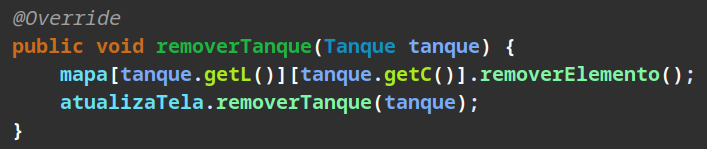 @Override
public void removerTanque(Tanque tanque) {
    mapa[tanque.getL()][tanque.getC()].removerElemento();
    atualizaTela.removerTanque(tanque);
}